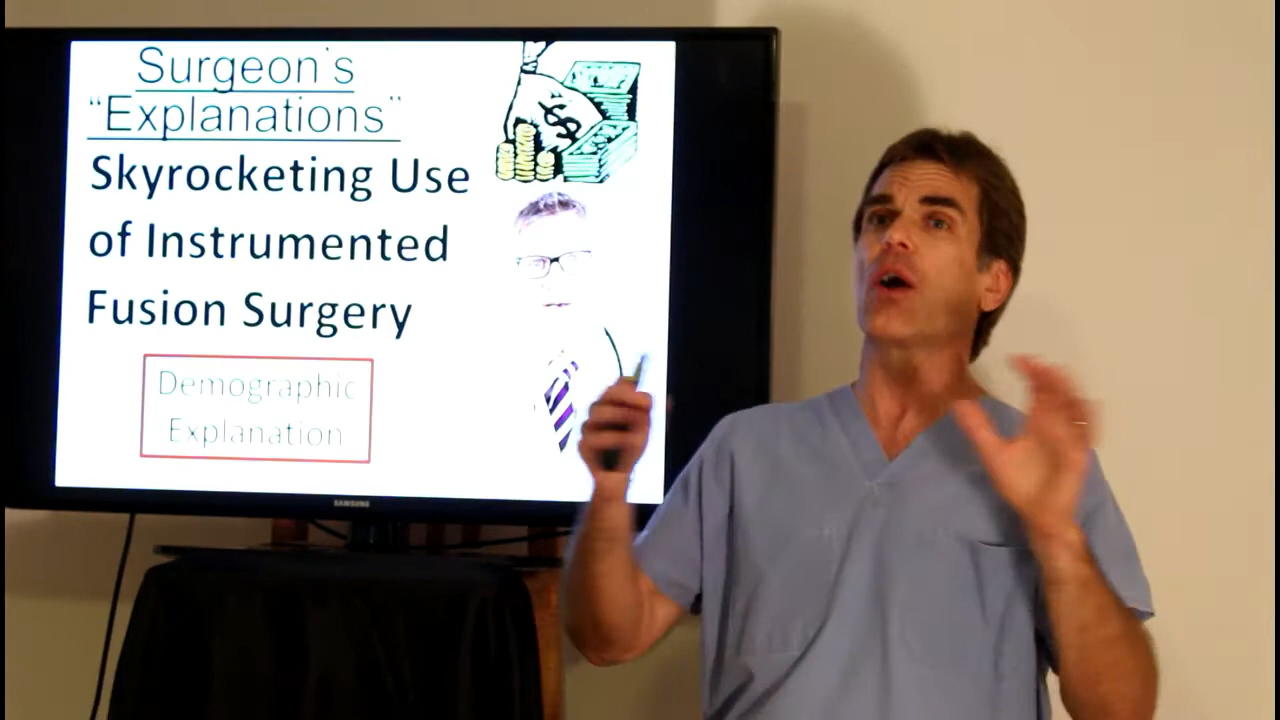 Surgeon's
“Explanations”
Skyrocketing Use
of Instrumented
Fusion Surgery
Demographic
Explanation
$
SAMSUNG